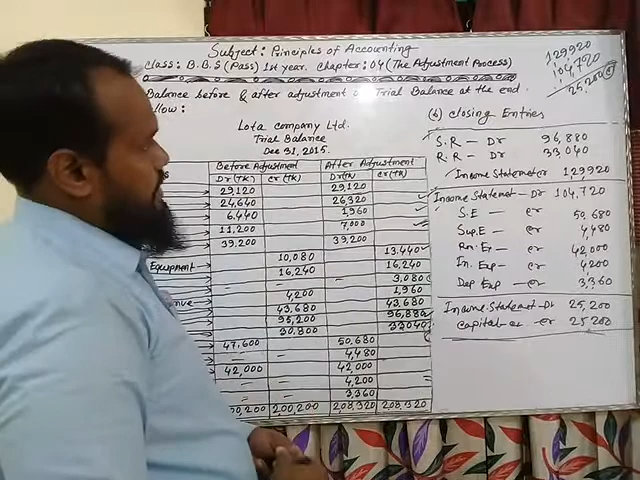 Subject: Principles of Accounting
Class: B.B.S (Pass) 1st year. Chapter: 04 (The Adjustment Process)
Balance before & after adjustment Trial Balance at the end
llow:
Lota Company Ltd.
Trial Balance
Dec 31, 2015.
Before Adjustment After Adjustment
Dr (TK) Cr (TK) Dr (TK) Cr (TK)
29,120 29,120
24,640 26,320
6,440 1,960
11,200 7,000
39,200 39,200
10,080 13,440
Equipment 16,240 16,240
- - - 3,080
4,200 1,960
nue 43,680 43,680
95,200 96,880
30,800 33,040
47,600 50,680
- - 4,480
42,000 - 42,000
- - 4,200
- - 3,360
200,200 208,320 208,320
(b) Closing Entries
S.R - Dr 96,880
R.R - Dr 33,040
Income Statement Cr 129920
Income Statement - Dr 104,720
S.E - Cr 50,680
Sup.E - Cr 4,480
Rn. Ex - Cr 42,000
In. Exp - Cr 4200
Dep Exp - Cr 3,360
Income Statement - Dr 25,200
Capital - Cr 25,200
129920
104,720
25,200